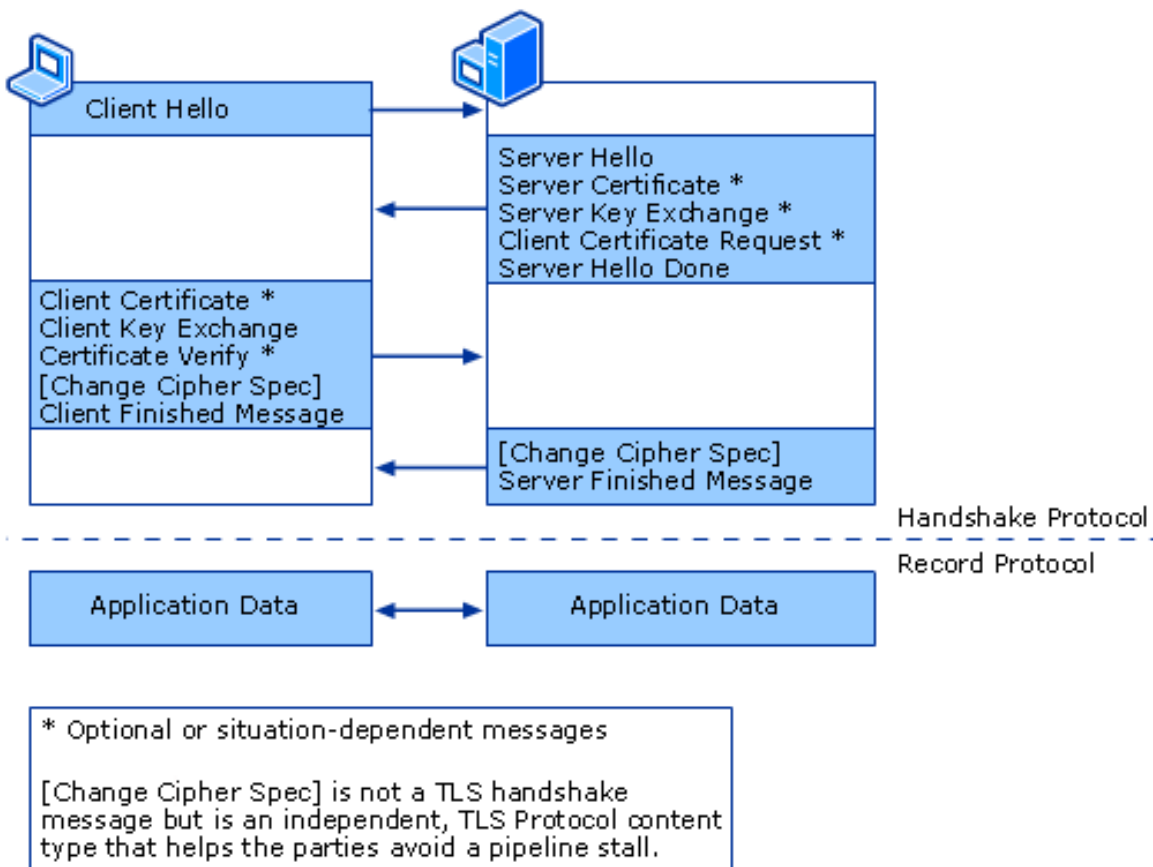 Client Hello
Server Hello
Server Certificate *
Server Key Exchange *
Client Certificate Request *
Server Hello Done
Client Certificate *
Client Key Exchange
Certificate Verify *
[Change Cipher Spec]
Client Finished Message
[Change Cipher Spec]
Server Finished Message
Handshake Protocol
Record Protocol
Application Data
Application Data
* Optional or situation-dependent messages
[Change Cipher Spec] is not a TLS handshake
message but is an independent, TLS Protocol content
type that helps the parties avoid a pipeline stall.